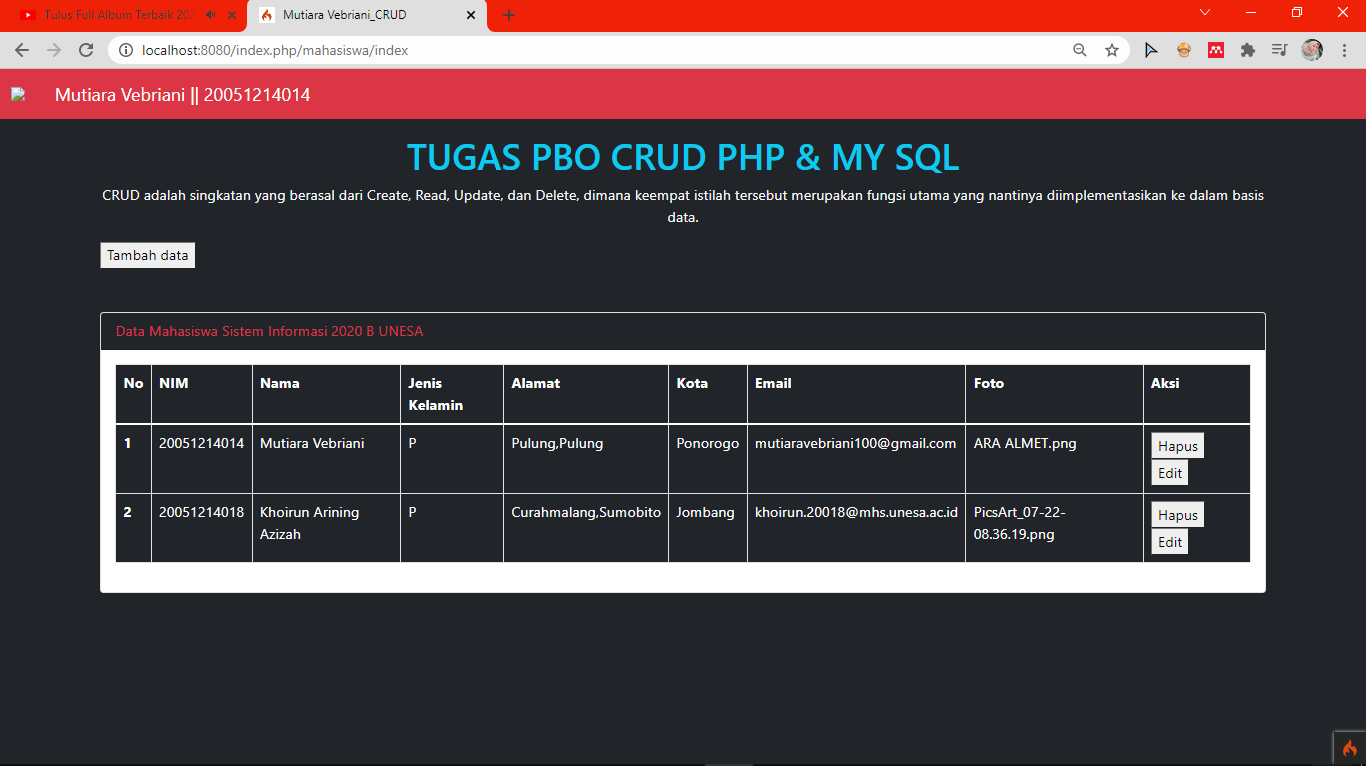 Tulus Full Album Terbaik 202
Mutiara Vebriani_CRUD
localhost:8080/index.php/mahasiswa/index
Mutiara Vebriani || 20051214014
TUGAS PBO CRUD PHP & MY SQL
CRUD adalah singkatan yang berasal dari Create, Read, Update, dan Delete, dimana keempat istilah tersebut merupakan fungsi utama yang nantinya diimplementasikan ke dalam basis
data.
Tambah data
Data Mahasiswa Sistem Informasi 2020 B UNESA
No NIM Nama Jenis Kelamin Alamat Kota Email Foto Aksi
1 20051214014 Mutiara Vebriani P Pulung,Pulung Ponorogo mutiaravebriani100@gmail.com ARA ALMET.png Hapus
Edit
2 20051214018 Khoirun Arining Azizah P Curahmalang,Sumobito Jombang khoirun.20018@mhs.unesa.ac.id PicsArt_07-22-08.36.19.png Hapus
Edit